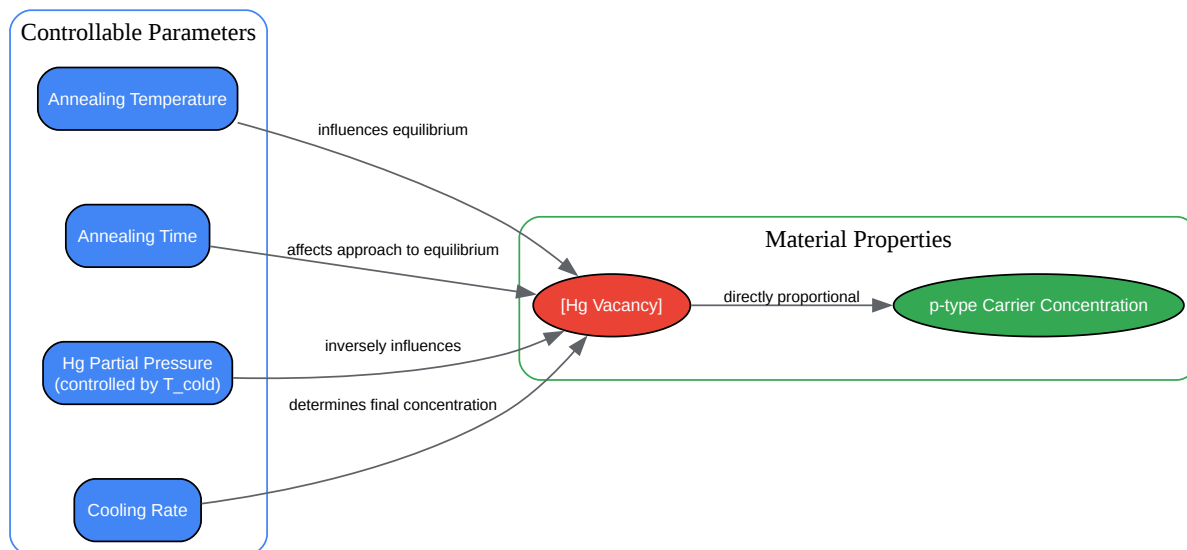 Controllable Parameters
Annealing Temperature
influences equilibrium
Annealing Time
affects approach to equilibrium
Hg Partial Pressure
(controlled by T_cold)
inversely influences
Cooling Rate
determines final concentration
Material Properties
[Hg Vacancy]
directly proportional
p-type Carrier Concentration